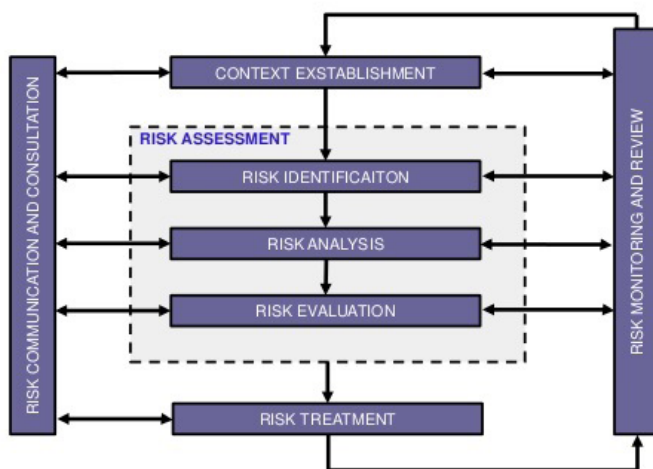 CONTEXT EXSTABLISHMENT
RISK ASSESSMENT
RISK IDENTIFICAITON
RISK ANALYSIS
RISK EVALUATION
RISK TREATMENT
RISK COMMUNICATION AND CONSULTATION
RISK MONITORING AND REVIEW